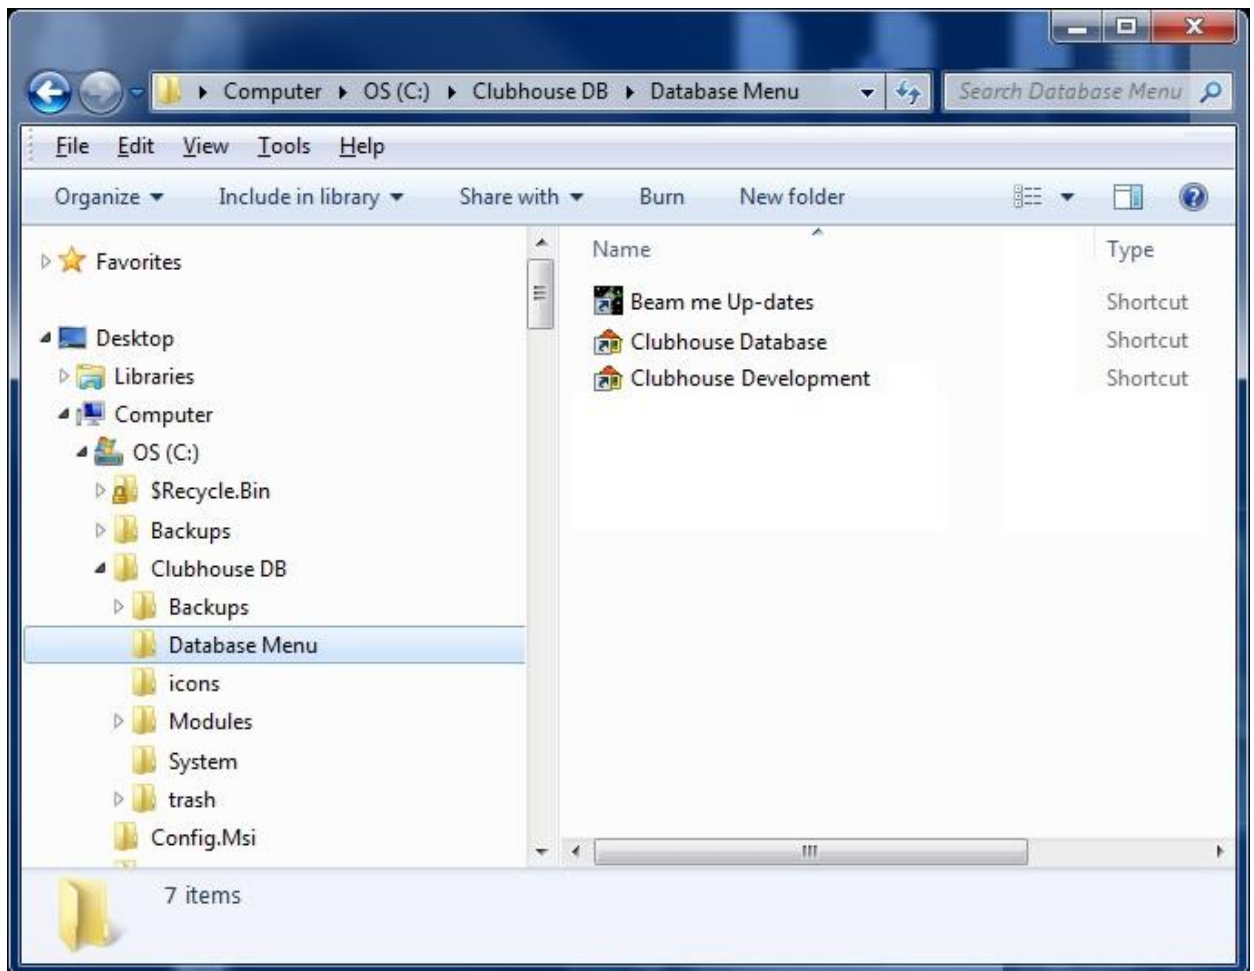 Computer ▸ OS (C:) ▸ Clubhouse DB ▸ Database Menu
Search Database Menu
File Edit View Tools Help
Organize Include in library Share with Burn New folder
Name Type
Favorites
Desktop
Libraries
Computer
OS (C:)
$Recycle.Bin
Backups
Clubhouse DB
Backups
Database Menu
icons
Modules
System
trash
Config.Msi
Beam me Up-dates Shortcut
Clubhouse Database Shortcut
Clubhouse Development Shortcut
7 items